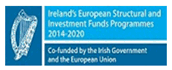 Ireland's European Structural and
Investment Funds Programmes
2014-2020
Co-funded by the Irish Government
and the European Union